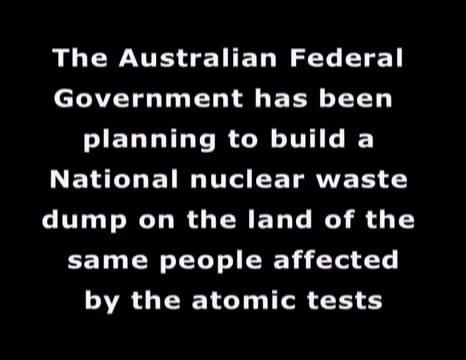 The Australian Federal
Government has been
planning to build a
National nuclear waste
dump on the land of the
same people affected
by the atomic tests